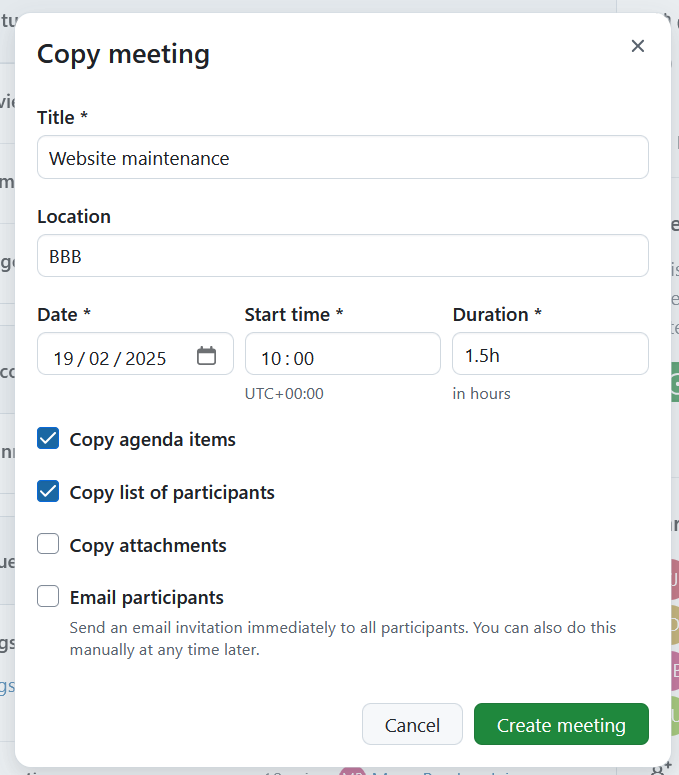 Copy meeting
Title *
Website maintenance
Location
BBB
Date * Start time * Duration *
19 / 02 / 2025 10 : 00 1.5h
UTC+00:00 in hours
Copy agenda items
Copy list of participants
Copy attachments
Email participants
Send an email invitation immediately to all participants. You can also do this
manually at any time later.
Cancel Create meeting